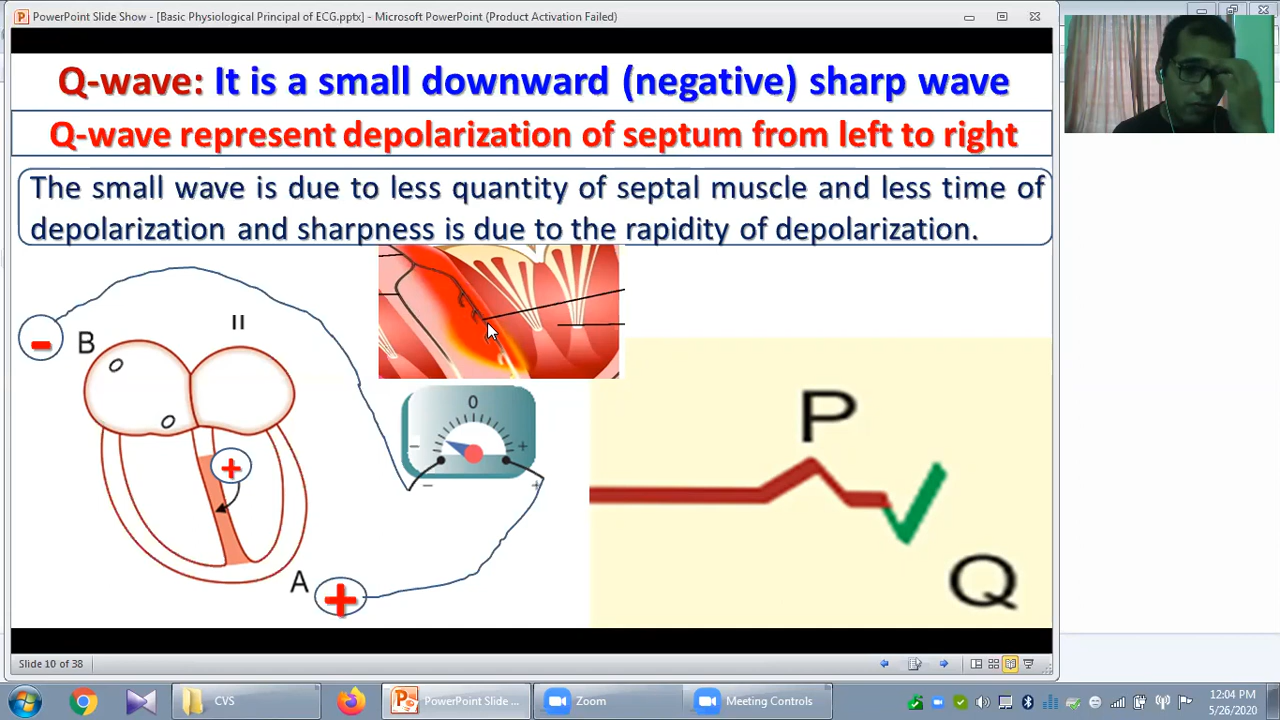 PowerPoint Slide Show - [Basic Physiological Principal of ECG.pptx] - Microsoft PowerPoint (Product Activation Failed)
Q-wave: It is a small downward (negative) sharp wave
Q-wave represent depolarization of septum from left to right
The small wave is due to less quantity of septal muscle and less time of
depolarization and sharpness is due to the rapidity of depolarization.
-
B
II
0
- +
- +
+
A
+
P
Q
Slide 10 of 38
CVS
PowerPoint Slide ...
Zoom
Meeting Controls
12:04 PM
5/26/2020